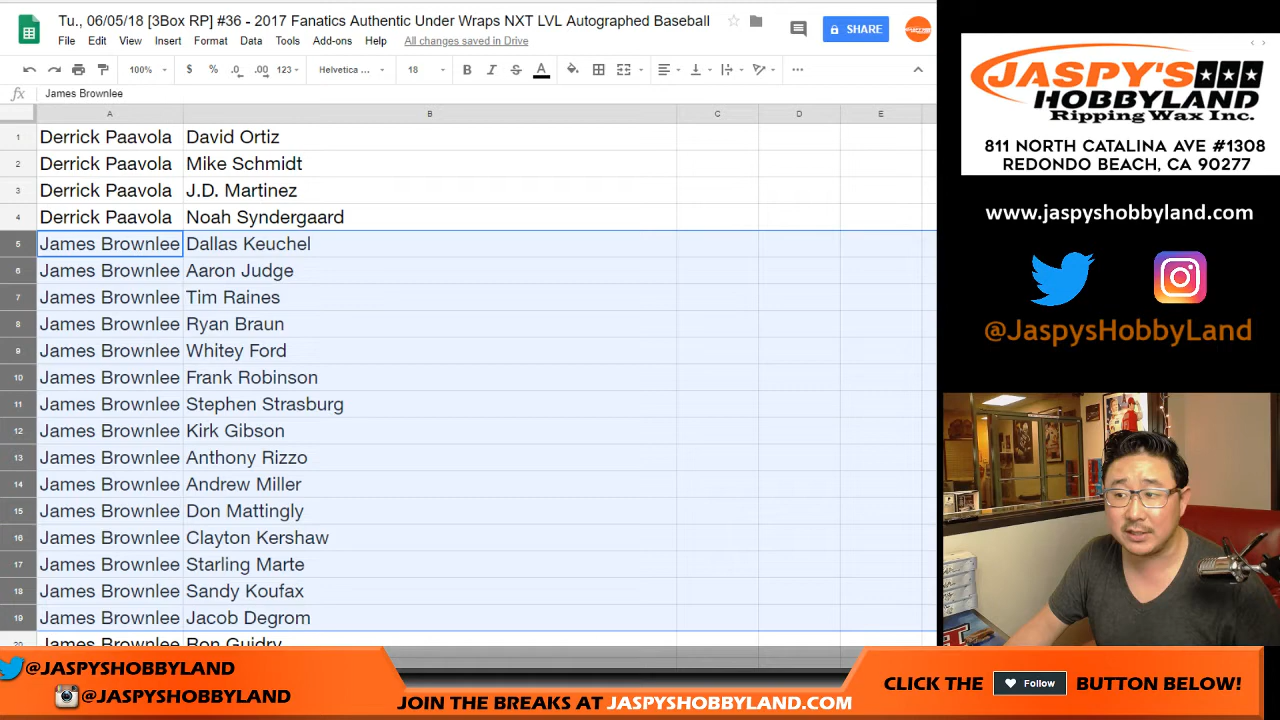 Tu., 06/05/18 [3Box RP] #36 - 2017 Fanatics Authentic Under Wraps NXT LVL Autographed Baseball
File Edit View Insert Format Data Tools Add-ons Help All changes saved in Drive
SHARE
100% $ % .0 .00 123 Helvetica ... 18 B I S A
fx James Brownlee
A B C D E
1 Derrick Paavola David Ortiz
2 Derrick Paavola Mike Schmidt
3 Derrick Paavola J.D. Martinez
4 Derrick Paavola Noah Syndergaard
5 James Brownlee Dallas Keuchel
6 James Brownlee Aaron Judge
7 James Brownlee Tim Raines
8 James Brownlee Ryan Braun
9 James Brownlee Whitey Ford
10 James Brownlee Frank Robinson
11 James Brownlee Stephen Strasburg
12 James Brownlee Kirk Gibson
13 James Brownlee Anthony Rizzo
14 James Brownlee Andrew Miller
15 James Brownlee Don Mattingly
16 James Brownlee Clayton Kershaw
17 James Brownlee Starling Marte
18 James Brownlee Sandy Koufax
19 James Brownlee Jacob Degrom
20 James Brownlee Ron Guidry
JASPY'S
HOBBYLAND
Ripping Wax Inc.
811 NORTH CATALINA AVE #1308
REDONDO BEACH, CA 90277
www.jaspyshobbyland.com
@JaspysHobbyLand
@JASPYSHOBBYLAND
@JASPYSHOBBYLAND
JOIN THE BREAKS AT JASPYSHOBBYLAND.COM
CLICK THE Follow BUTTON BELOW!